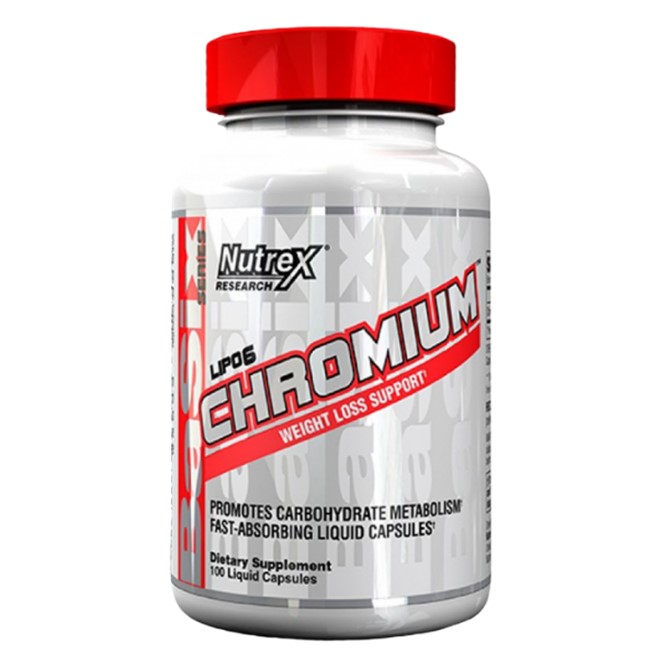 BaSiX
SERIES
Nutrex®
RESEARCH
LIPO6
CHROMIUM
WEIGHT LOSS SUPPORT†
PROMOTES CARBOHYDRATE METABOLISM†
FAST-ABSORBING LIQUID CAPSULES†
Dietary Supplement
100 Liquid Capsules